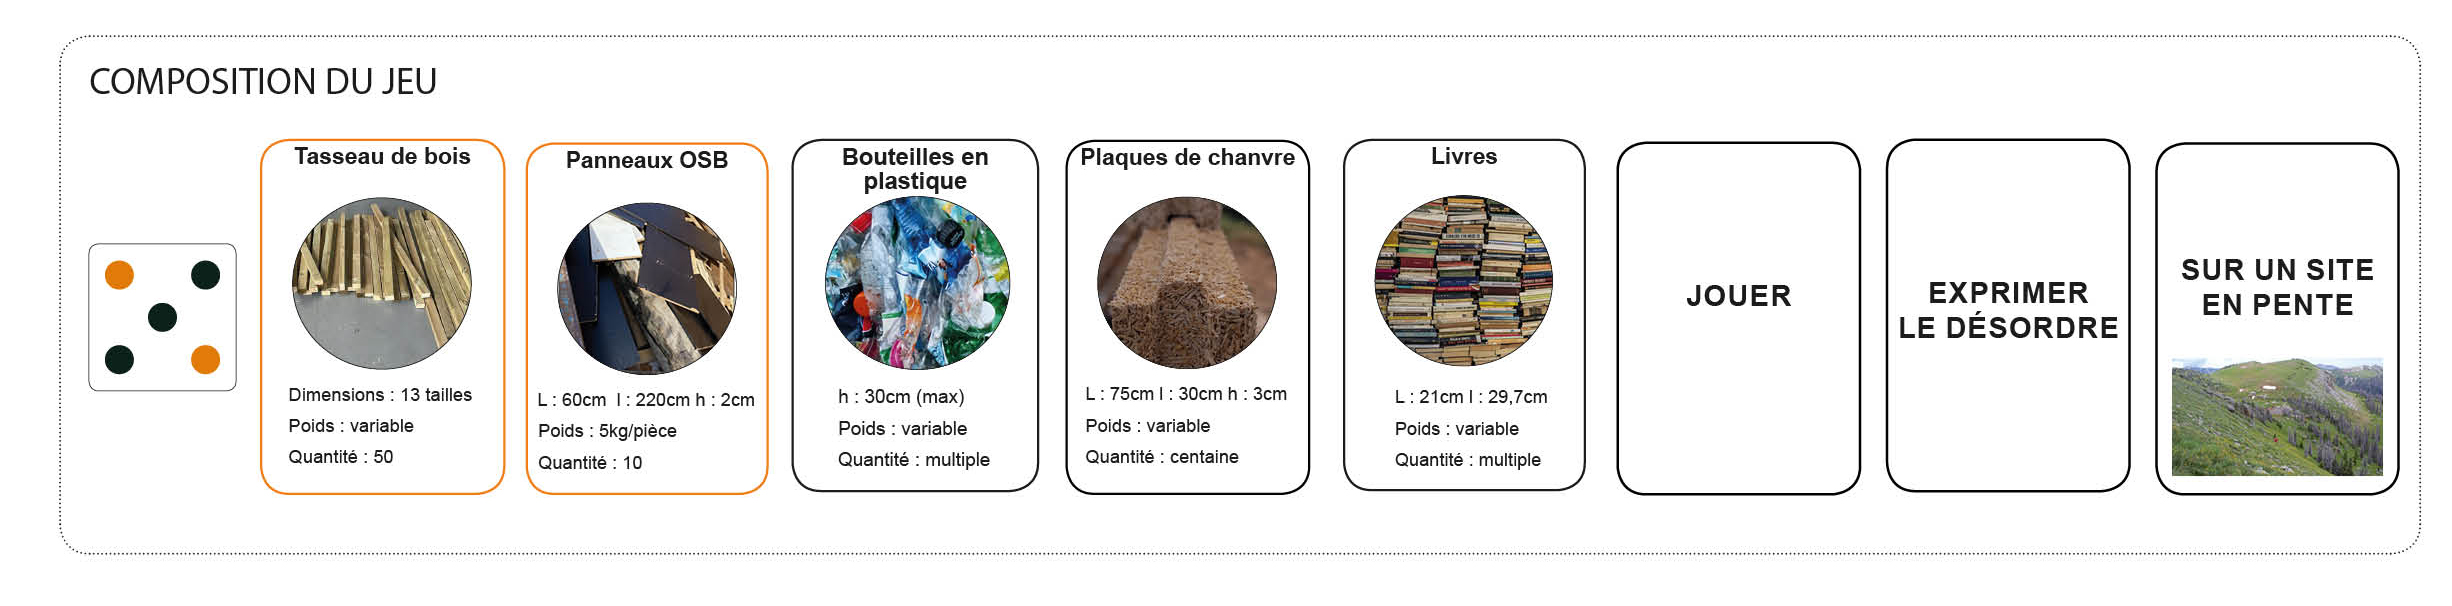 COMPOSITION DU JEU
Tasseau de bois
Dimensions : 13 tailles
Poids : variable
Quantité : 50
Panneaux OSB
L : 60cm l : 220cm h : 2cm
Poids : 5kg/pièce
Quantité : 10
Bouteilles en
plastique
h : 30cm (max)
Poids : variable
Quantité : multiple
Plaques de chanvre
L : 75cm l : 30cm h : 3cm
Poids : variable
Quantité : centaine
Livres
L : 21cm l : 29,7cm
Poids : variable
Quantité : multiple
JOUER
EXPRIMER
LE DÉSORDRE
SUR UN SITE
EN PENTE